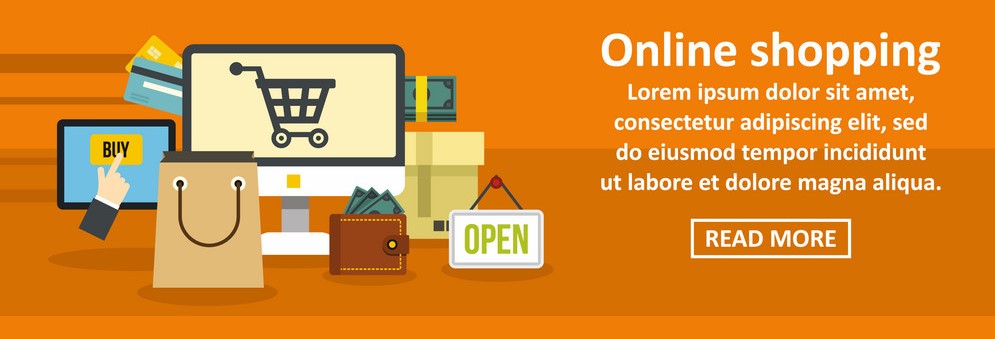 BUY
OPEN
Online shopping
Lorem ipsum dolor sit amet,
consectetur adipiscing elit, sed
do eiusmod tempor incididunt
ut labore et dolore magna aliqua.
READ MORE